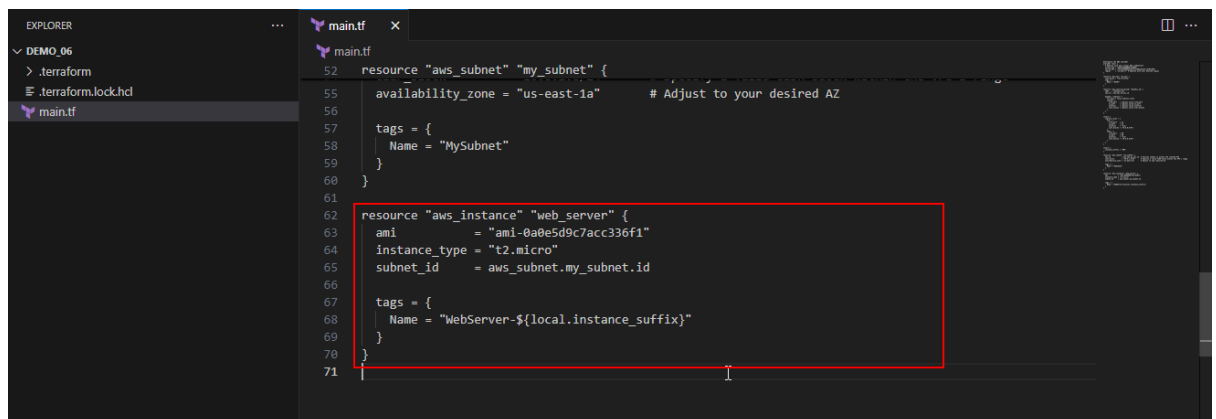 EXPLORER
...
DEMO_06
.terraform
.terraform.lock.hcl
main.tf
main.tf
main.tf
52 resource "aws_subnet" "my_subnet" {
55 availability_zone = "us-east-1a" # Adjust to your desired AZ
56
57 tags = {
58 Name = "MySubnet"
59 }
60 }
61
62 resource "aws_instance" "web_server" {
63 ami = "ami-0a0e5d9c7acc336f1"
64 instance_type = "t2.micro"
65 subnet_id = aws_subnet.my_subnet.id
66
67 tags = {
68 Name = "WebServer-${local.instance_suffix}"
69 }
70 }
71